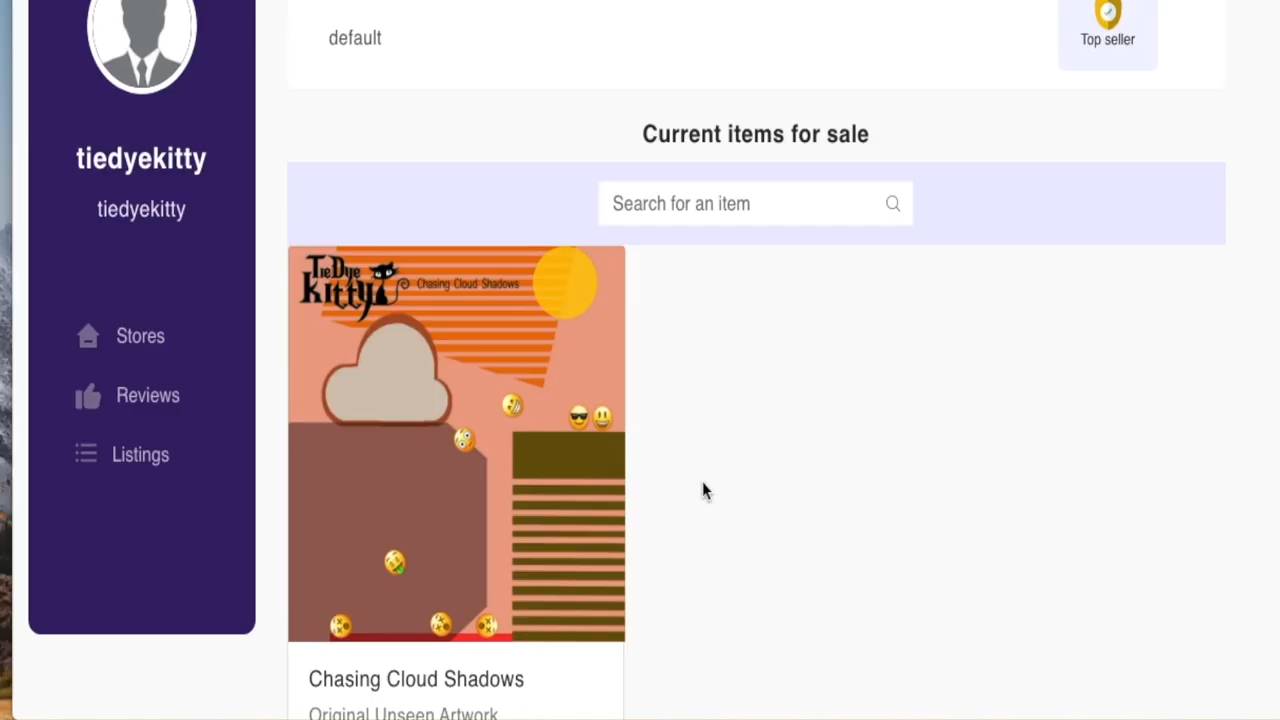 default
Top seller
tiedyekitty
tiedyekitty
Stores
Reviews
Listings
Current items for sale
Search for an item
TieDye
Kitty
Chasing Cloud Shadows
Chasing Cloud Shadows
Original Unseen Artwork